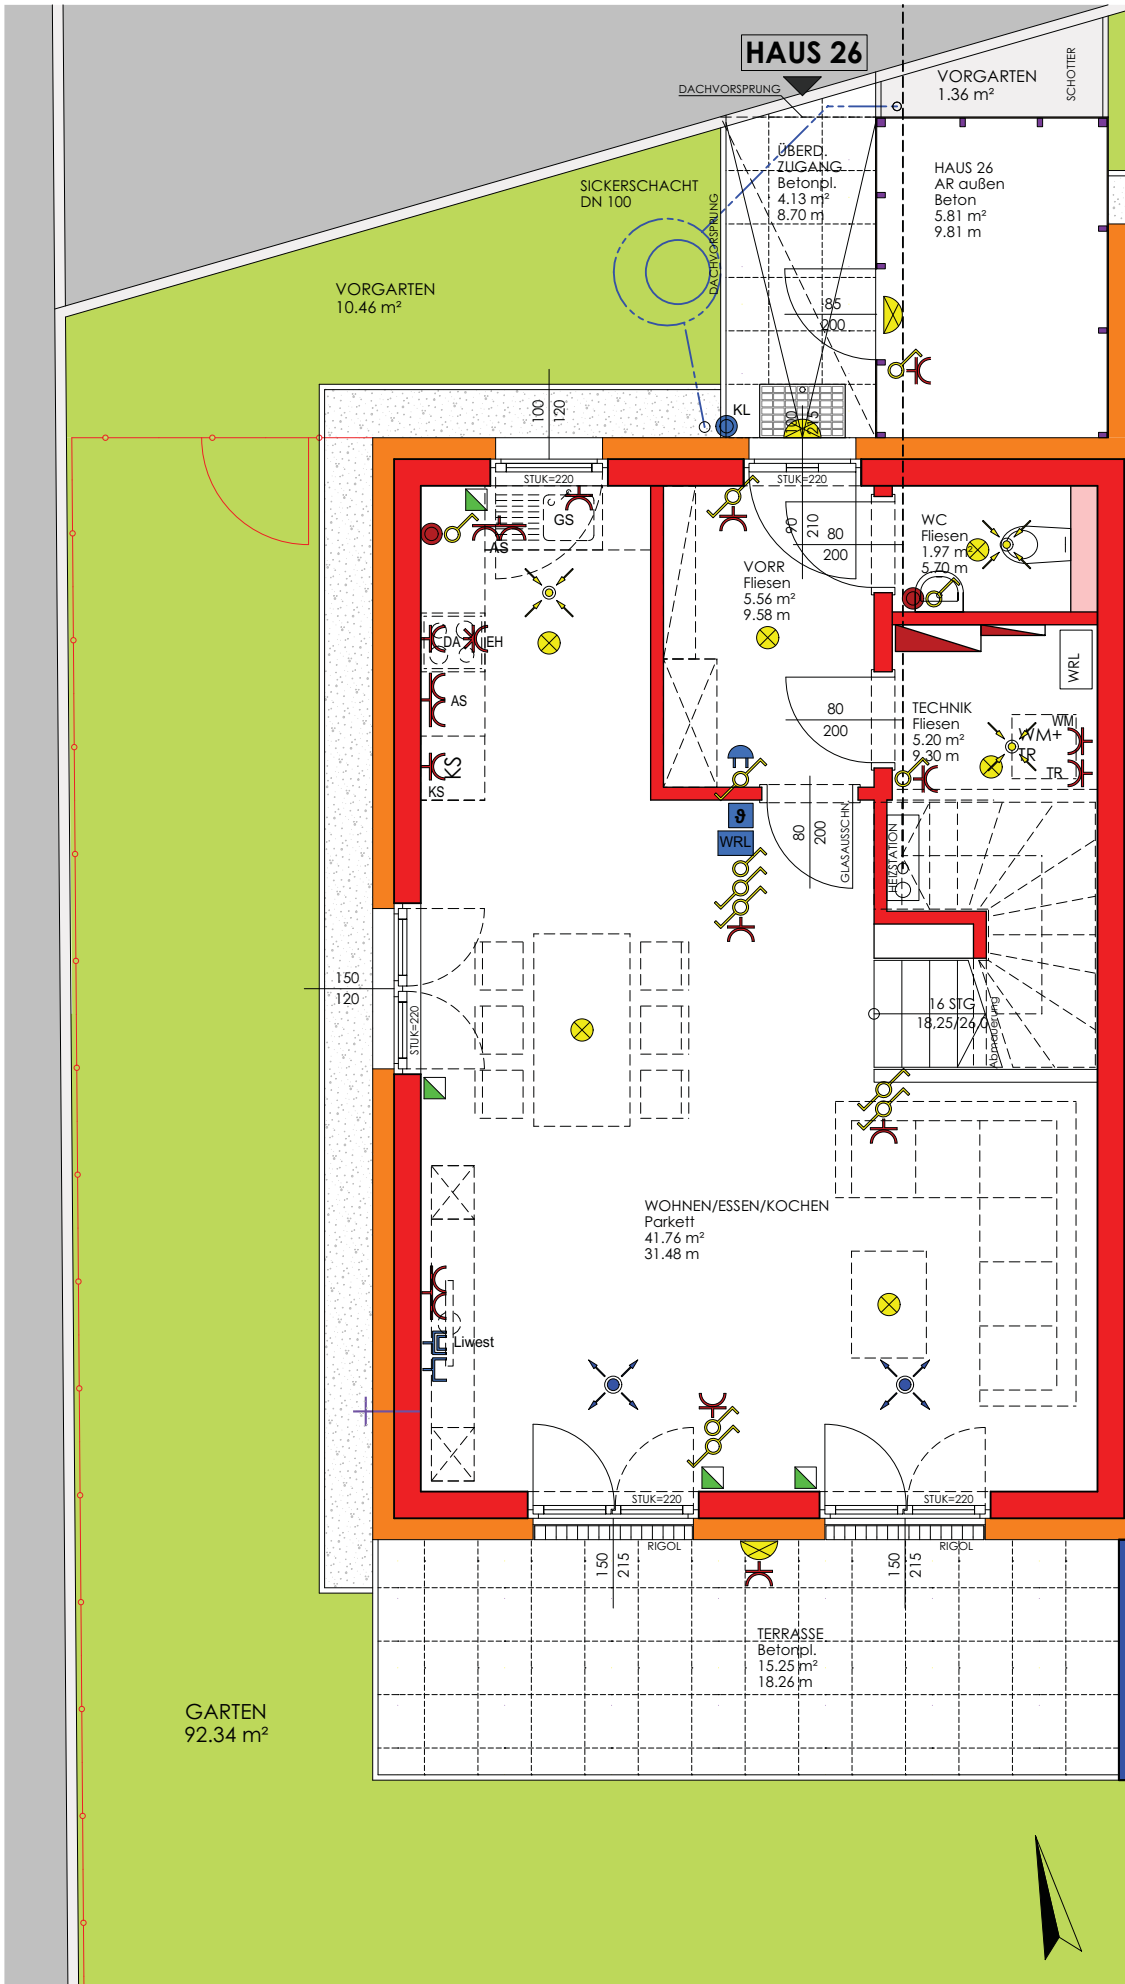 HAUS 26
DACHVORSPRUNG
VORGARTEN
1.36 m²
SCHOTTER
ÜBERD.
ZUGANG
Betonpl.
4.13 m²
8.70 m
HAUS 26
AR außen
Beton
5.81 m²
9.81 m
SICKERSCHACHT
DN 100
DACHVORSPRUNG
VORGARTEN
10.46 m²
85
200
100
120
KL
STUK=220
STUK=220
GS
AS
90
210
80
200
WC
Fliesen
1.97 m²
5.70 m
VORR
Fliesen
5.56 m²
9.58 m
DA
EH
WRL
AS
80
200
TECHNIK
Fliesen
5.20 m²
9.30 m
WM
WM+
TR
TR
KS
KS
ϑ
WRL
80
200
GLASAUSSCHN.
HEIZSTATION
150
120
STUK=220
16 STG
18,25/26,0
Abmauerung
WOHNEN/ESSEN/KOCHEN
Parkett
41.76 m²
31.48 m
Liwest
STUK=220
STUK=220
RIGOL
RIGOL
150
215
150
215
TERRASSE
Betonpl.
15.25 m²
18.26 m
GARTEN
92.34 m²